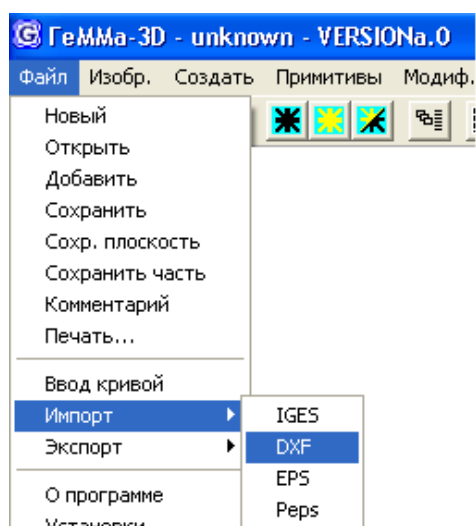 ГеММа-3D - unknown - VERSIONa.0
Файл Изобр. Создать Примитивы Модиф.
Новый
Открыть
Добавить
Сохранить
Сохр. плоскость
Сохранить часть
Комментарий
Печать...
Ввод кривой
Импорт
Экспорт
О программе
Установки
IGES
DXF
EPS
Peps